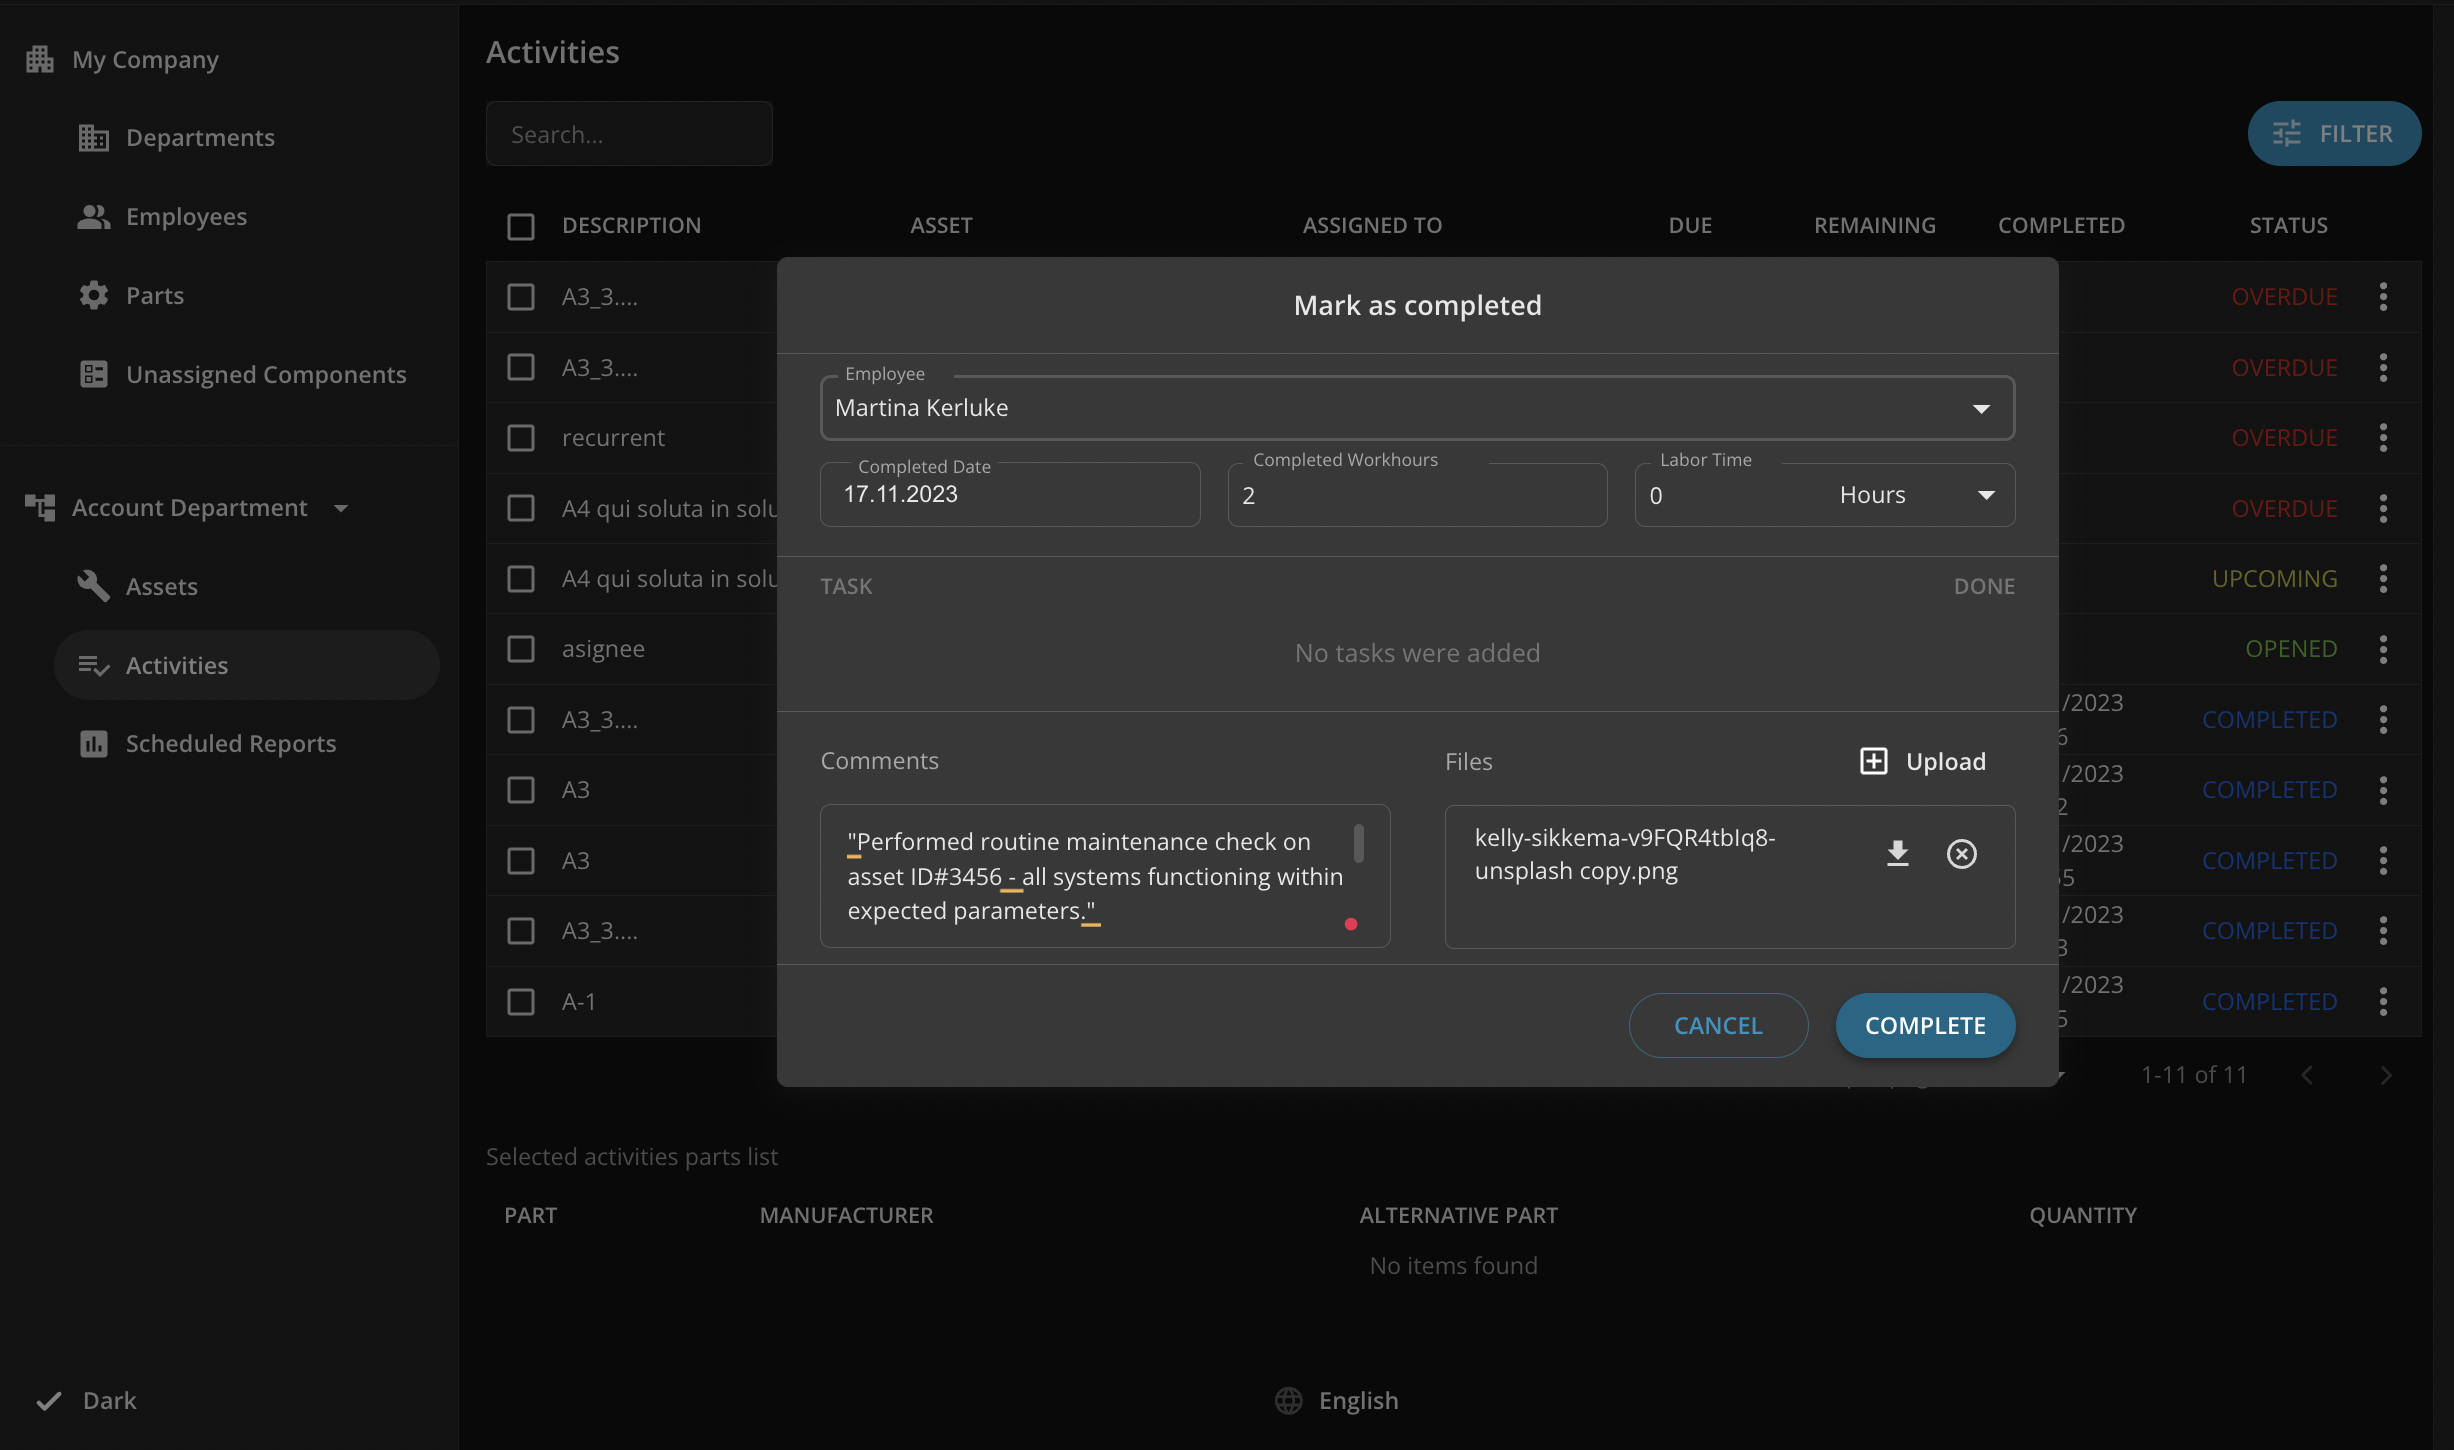 My Company
Departments
Employees
Parts
Unassigned Components
Account Department
Assets
Activities
Scheduled Reports
Dark
Activities
Search...
FILTER
DESCRIPTION ASSET ASSIGNED TO DUE REMAINING COMPLETED STATUS
A3_3.... OVERDUE
A3_3.... OVERDUE
recurrent OVERDUE
A4 qui soluta in solu OVERDUE
A4 qui soluta in solu UPCOMING
asignee OPENED
A3_3.... /2023 COMPLETED
A3 /2023 COMPLETED
A3 /2023 COMPLETED
A3_3.... /2023 COMPLETED
A-1 /2023 COMPLETED
1-11 of 11
Mark as completed
Employee
Martina Kerluke
Completed Date
17.11.2023
Completed Workhours
2
Labor Time
0 Hours
TASK DONE
No tasks were added
Comments
"Performed routine maintenance check on
asset ID#3456 - all systems functioning within
expected parameters."
Files
Upload
kelly-sikkema-v9FQR4tbIq8-
unsplash copy.png
CANCEL COMPLETE
Selected activities parts list
PART MANUFACTURER ALTERNATIVE PART QUANTITY
No items found
English